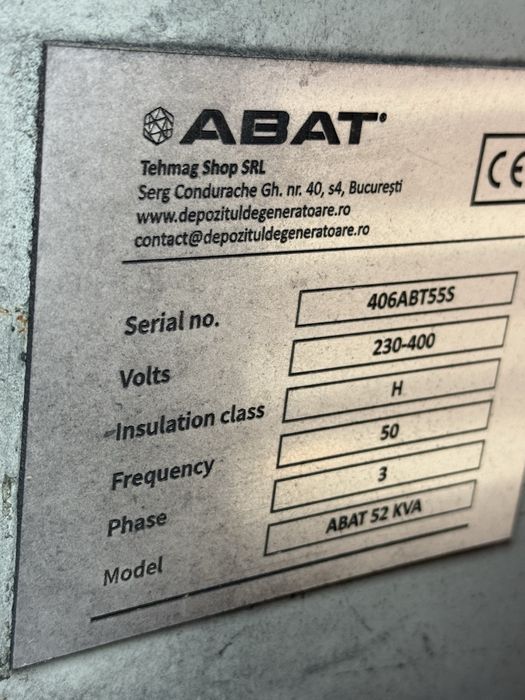 ABAT
Tehmag Shop SRL
Serg Condurache Gh. nr. 40, s4, București
www.depozituldegeneratoare.ro
contact@depozituldegeneratoare.ro
CE
Serial no. 406ABT55S
Volts 230-400
Insulation class H
Frequency 50
Phase 3
Model ABAT 52 KVA